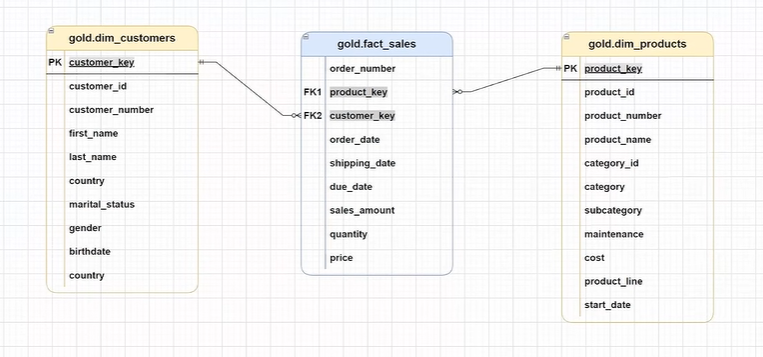 gold.dim_customers
PK customer_key
customer_id
customer_number
first_name
last_name
country
marital_status
gender
birthdate
country
gold.fact_sales
order_number
FK1 product_key
FK2 customer_key
order_date
shipping_date
due_date
sales_amount
quantity
price
gold.dim_products
PK product_key
product_id
product_number
product_name
category_id
category
subcategory
maintenance
cost
product_line
start_date